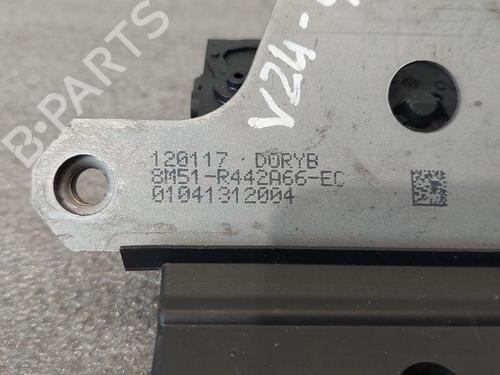 B-PARTS
V24-
120117 DORYB
8M51-R442A66-EC
01041312004